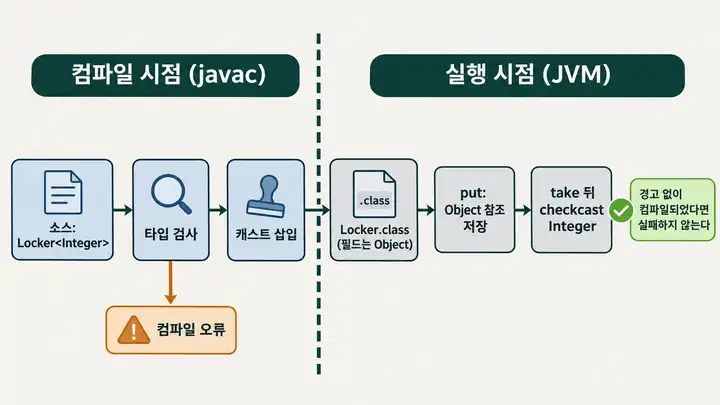 컴파일 시점 (javac)
실행 시점 (JVM)
소스:
Locker<Integer>
타입 검사
캐스트 삽입
.class
Locker.class
(필드는 Object)
put:
Object 참조
저장
take 뒤
checkcast
Integer
경고 없이
컴파일되었다면
실패하지 않는다
컴파일 오류